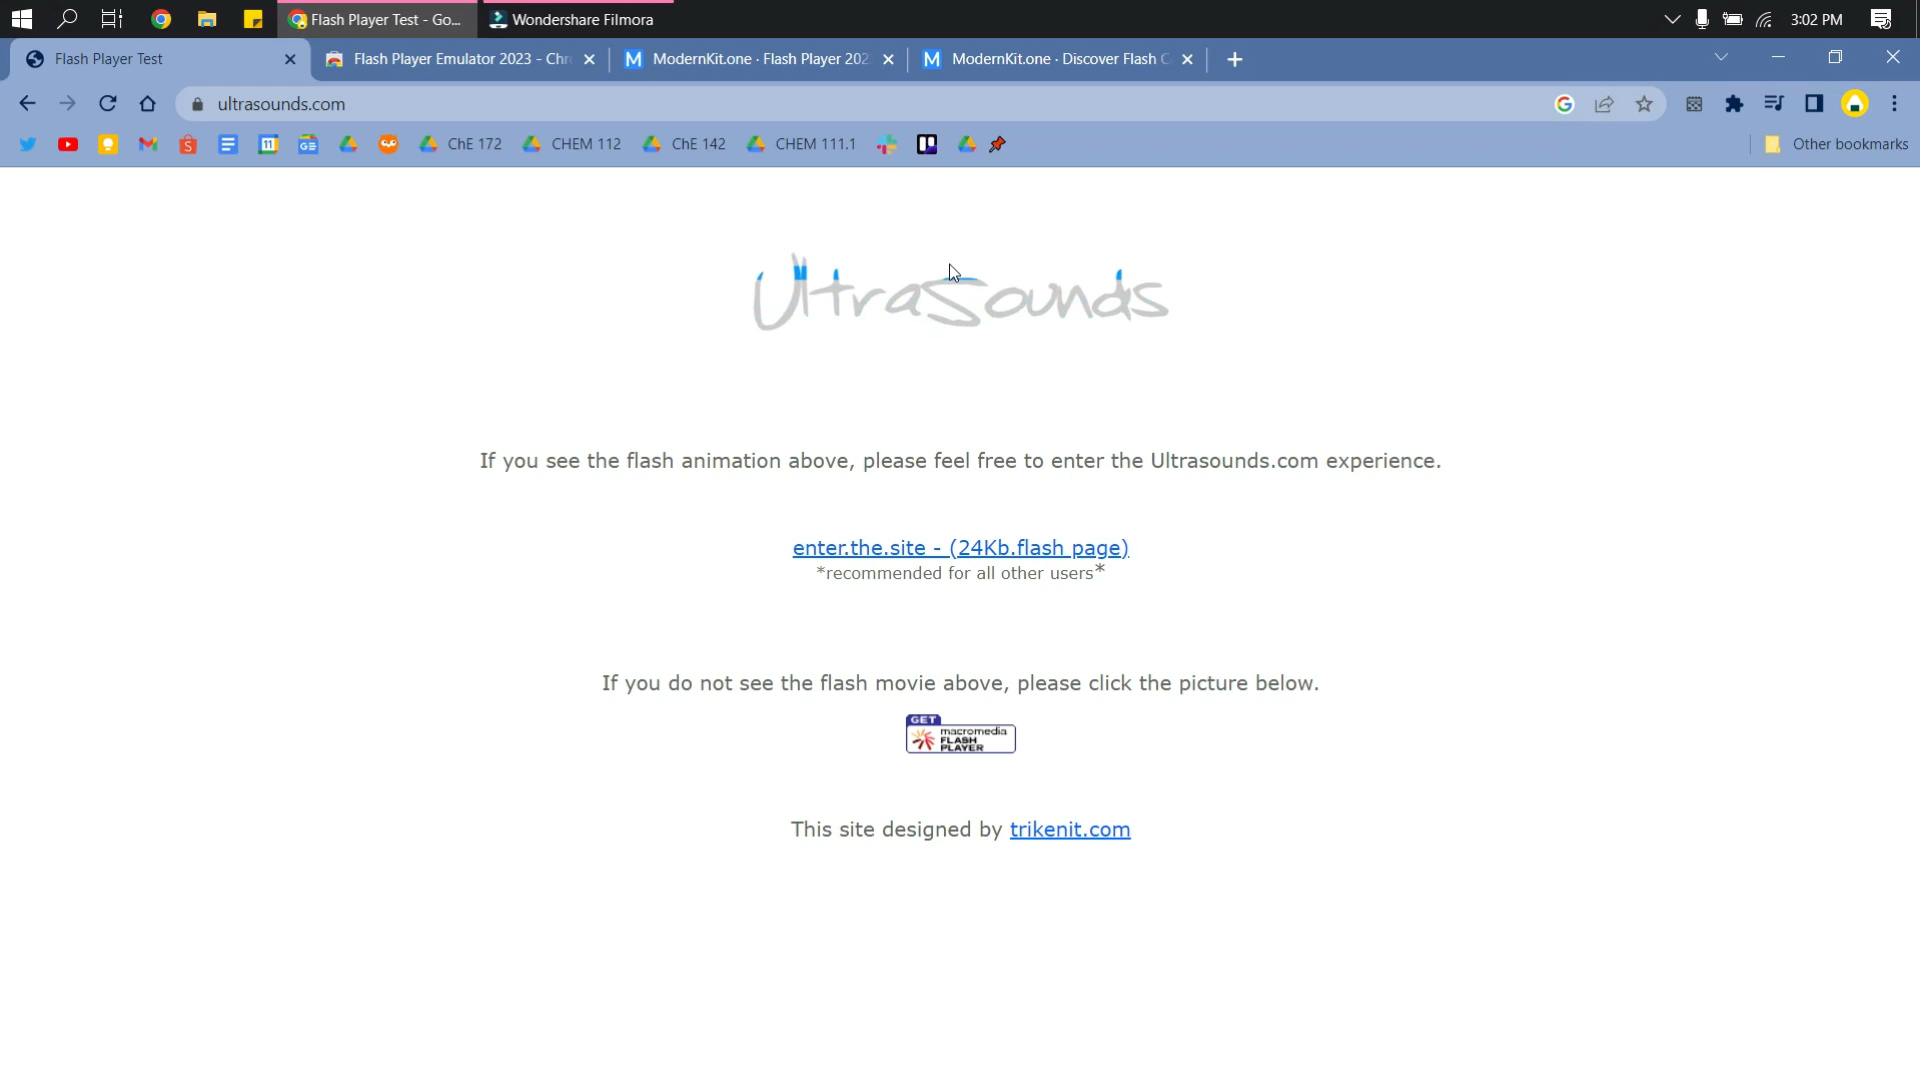 Flash Player Test - Go...
Wondershare Filmora
3:02 PM
Flash Player Test
Flash Player Emulator 2023 - Chr
ModernKit.one · Flash Player 202
ModernKit.one · Discover Flash G
ultrasounds.com
ChE 172
CHEM 112
ChE 142
CHEM 111.1
Other bookmarks
UltraSounds
If you see the flash animation above, please feel free to enter the Ultrasounds.com experience.
enter.the.site - (24Kb.flash page)
*recommended for all other users*
If you do not see the flash movie above, please click the picture below.
GET
macromedia
FLASH
PLAYER
This site designed by trikenit.com